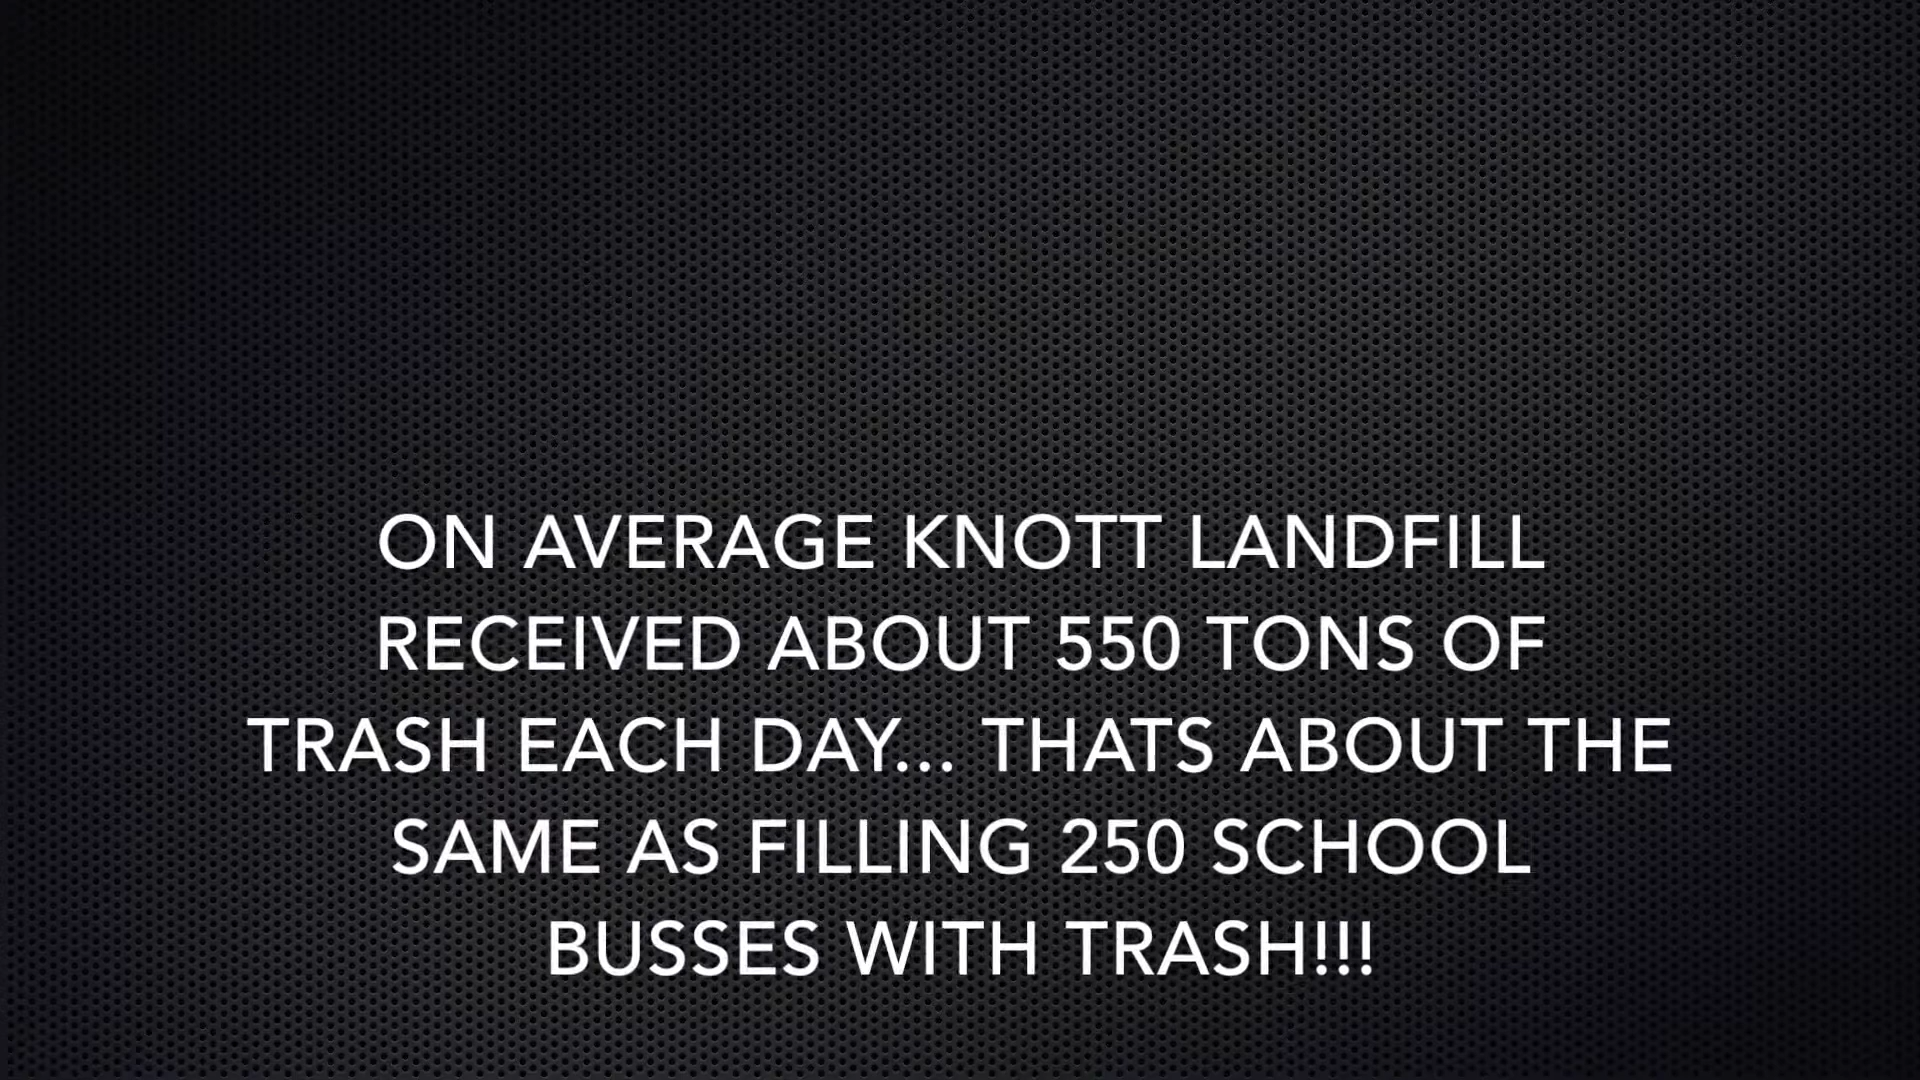 ON AVERAGE KNOTT LANDFILL
RECEIVED ABOUT 550 TONS OF
TRASH EACH DAY... THATS ABOUT THE
SAME AS FILLING 250 SCHOOL
BUSSES WITH TRASH!!!